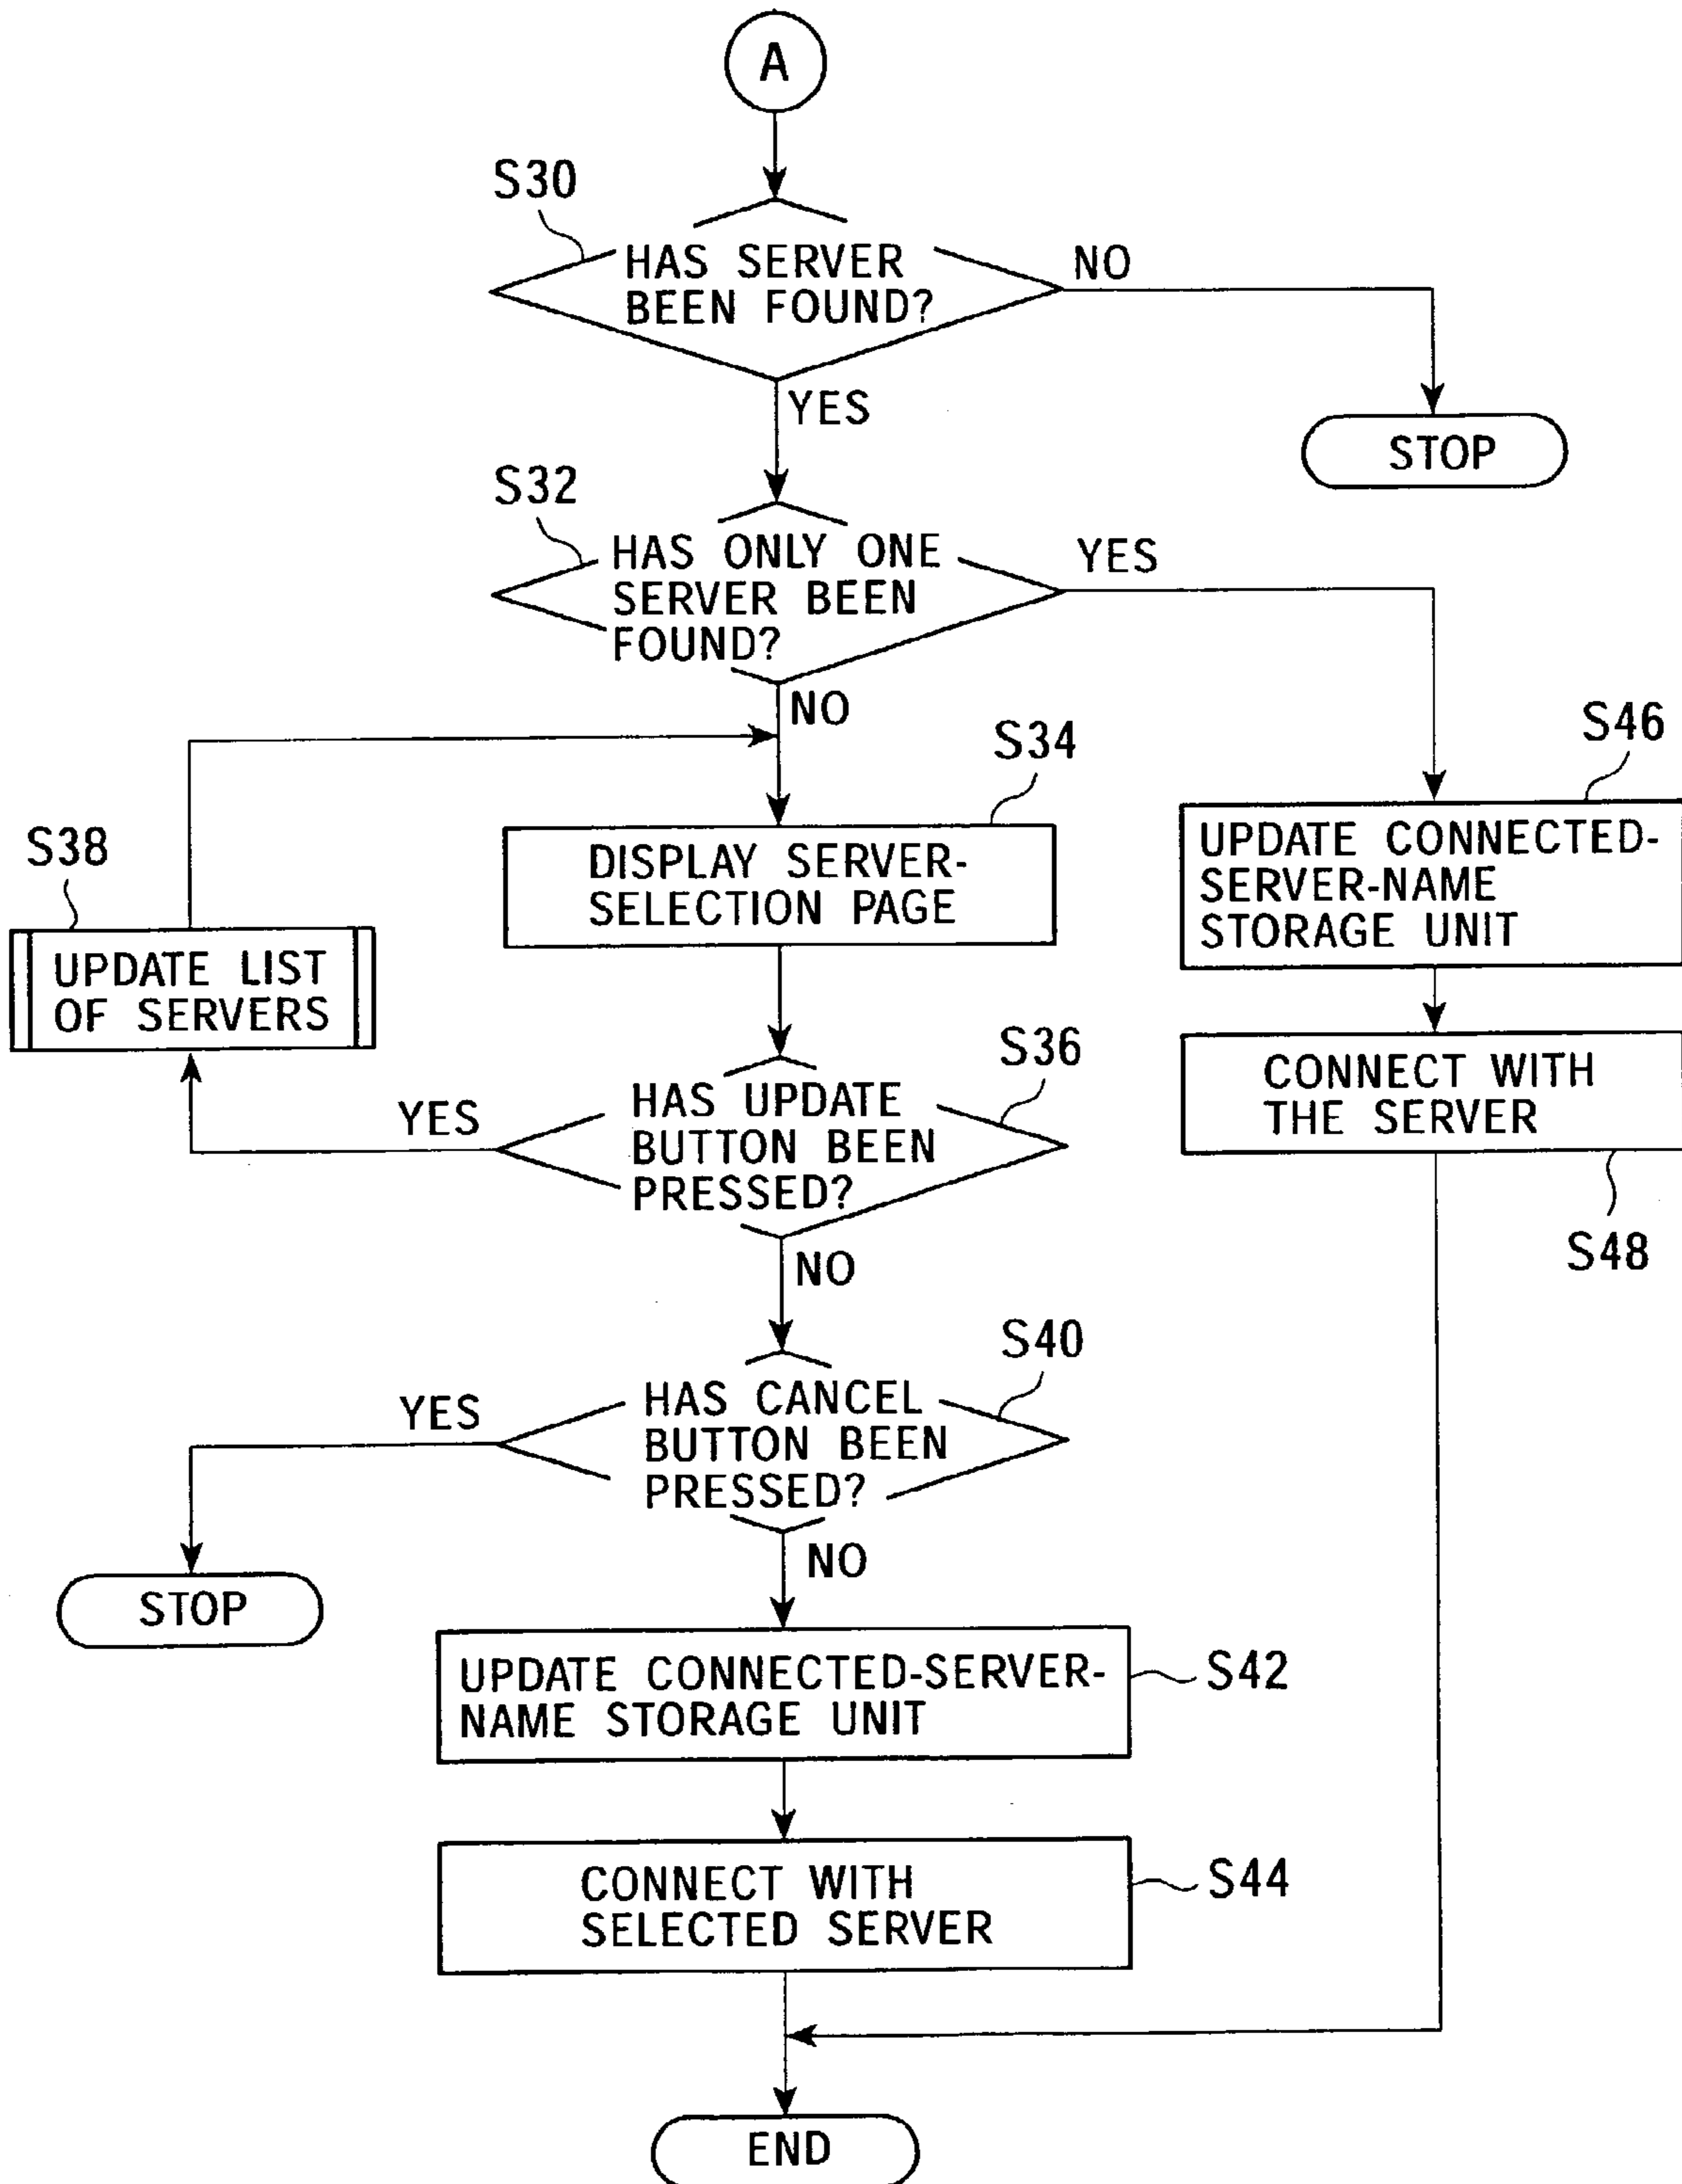 A
S30
HAS SERVER
BEEN FOUND?
NO
YES
STOP
S32
HAS ONLY ONE
SERVER BEEN
FOUND?
YES
NO
S34
S46
S38
DISPLAY SERVER-
SELECTION PAGE
UPDATE CONNECTED-
SERVER-NAME
STORAGE UNIT
UPDATE LIST
OF SERVERS
S36
CONNECT WITH
THE SERVER
YES
HAS UPDATE
BUTTON BEEN
PRESSED?
S48
NO
S40
YES
HAS CANCEL
BUTTON BEEN
PRESSED?
NO
STOP
UPDATE CONNECTED-SERVER-
NAME STORAGE UNIT
S42
CONNECT WITH
SELECTED SERVER
S44
END